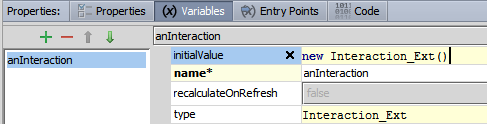 Properties: Properties Variables Entry Points Code
anInteraction anInteraction
initialValue new Interaction_Ext()
name* anInteraction
recalculateOnRefresh false
type Interaction_Ext